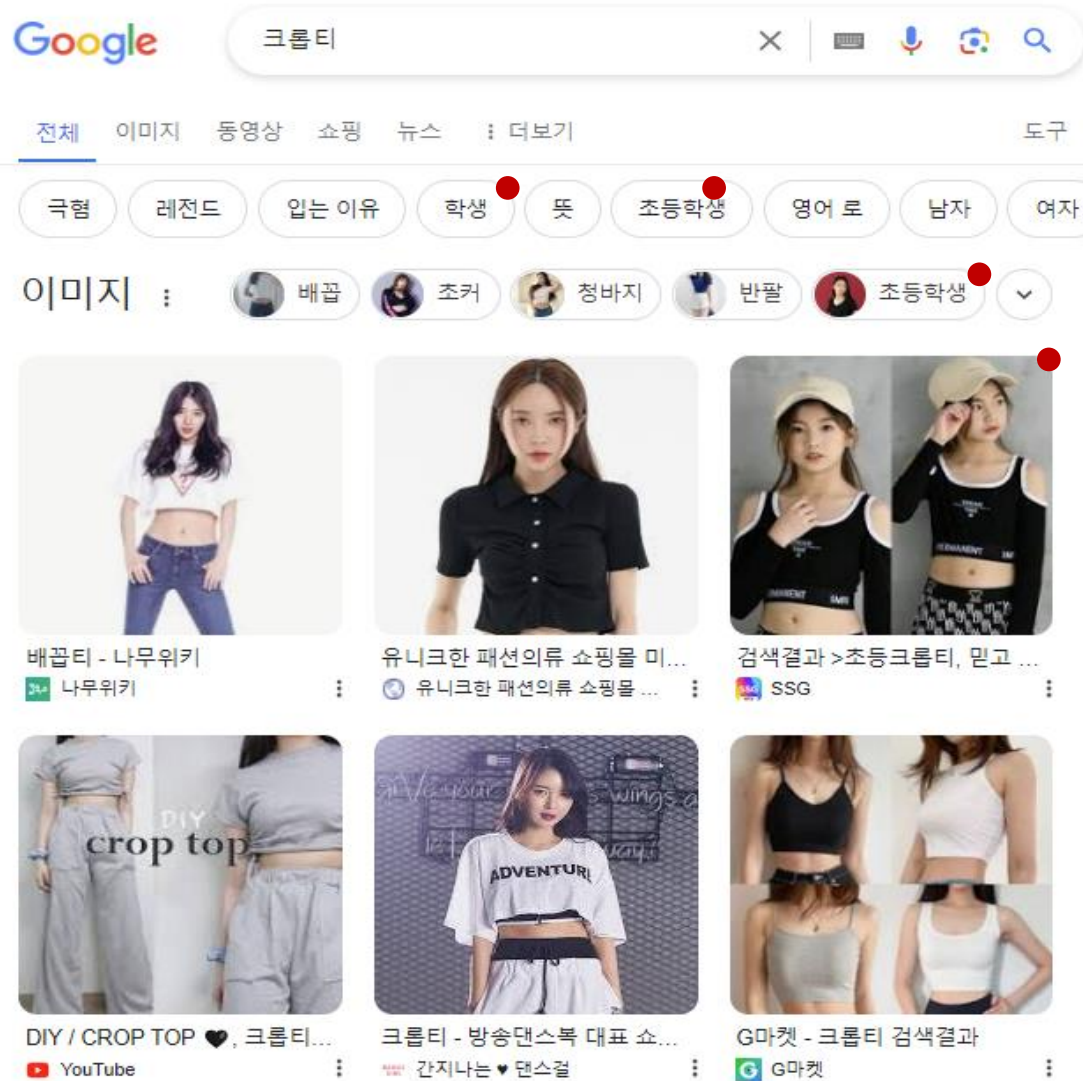 Google
크롭티
전체 이미지 동영상 쇼핑 뉴스 더보기 도구
극혐 레전드 입는 이유 학생 뜻 초등학생 영어 로 남자 여자
이미지 배꼽 초커 청바지 반팔 초등학생
배꼽티 - 나무위키
나무위키
유니크한 패션의류 쇼핑몰 미...
유니크한 패션의류 쇼핑몰 ...
검색결과 >초등크롭티, 믿고 ...
SSG
DIY
crop top
ADVENTURE
DIY / CROP TOP 🖤, 크롭티...
YouTube
크롭티 - 방송댄스복 대표 쇼...
간지나는 ♥ 댄스걸
G마켓 - 크롭티 검색결과
G마켓